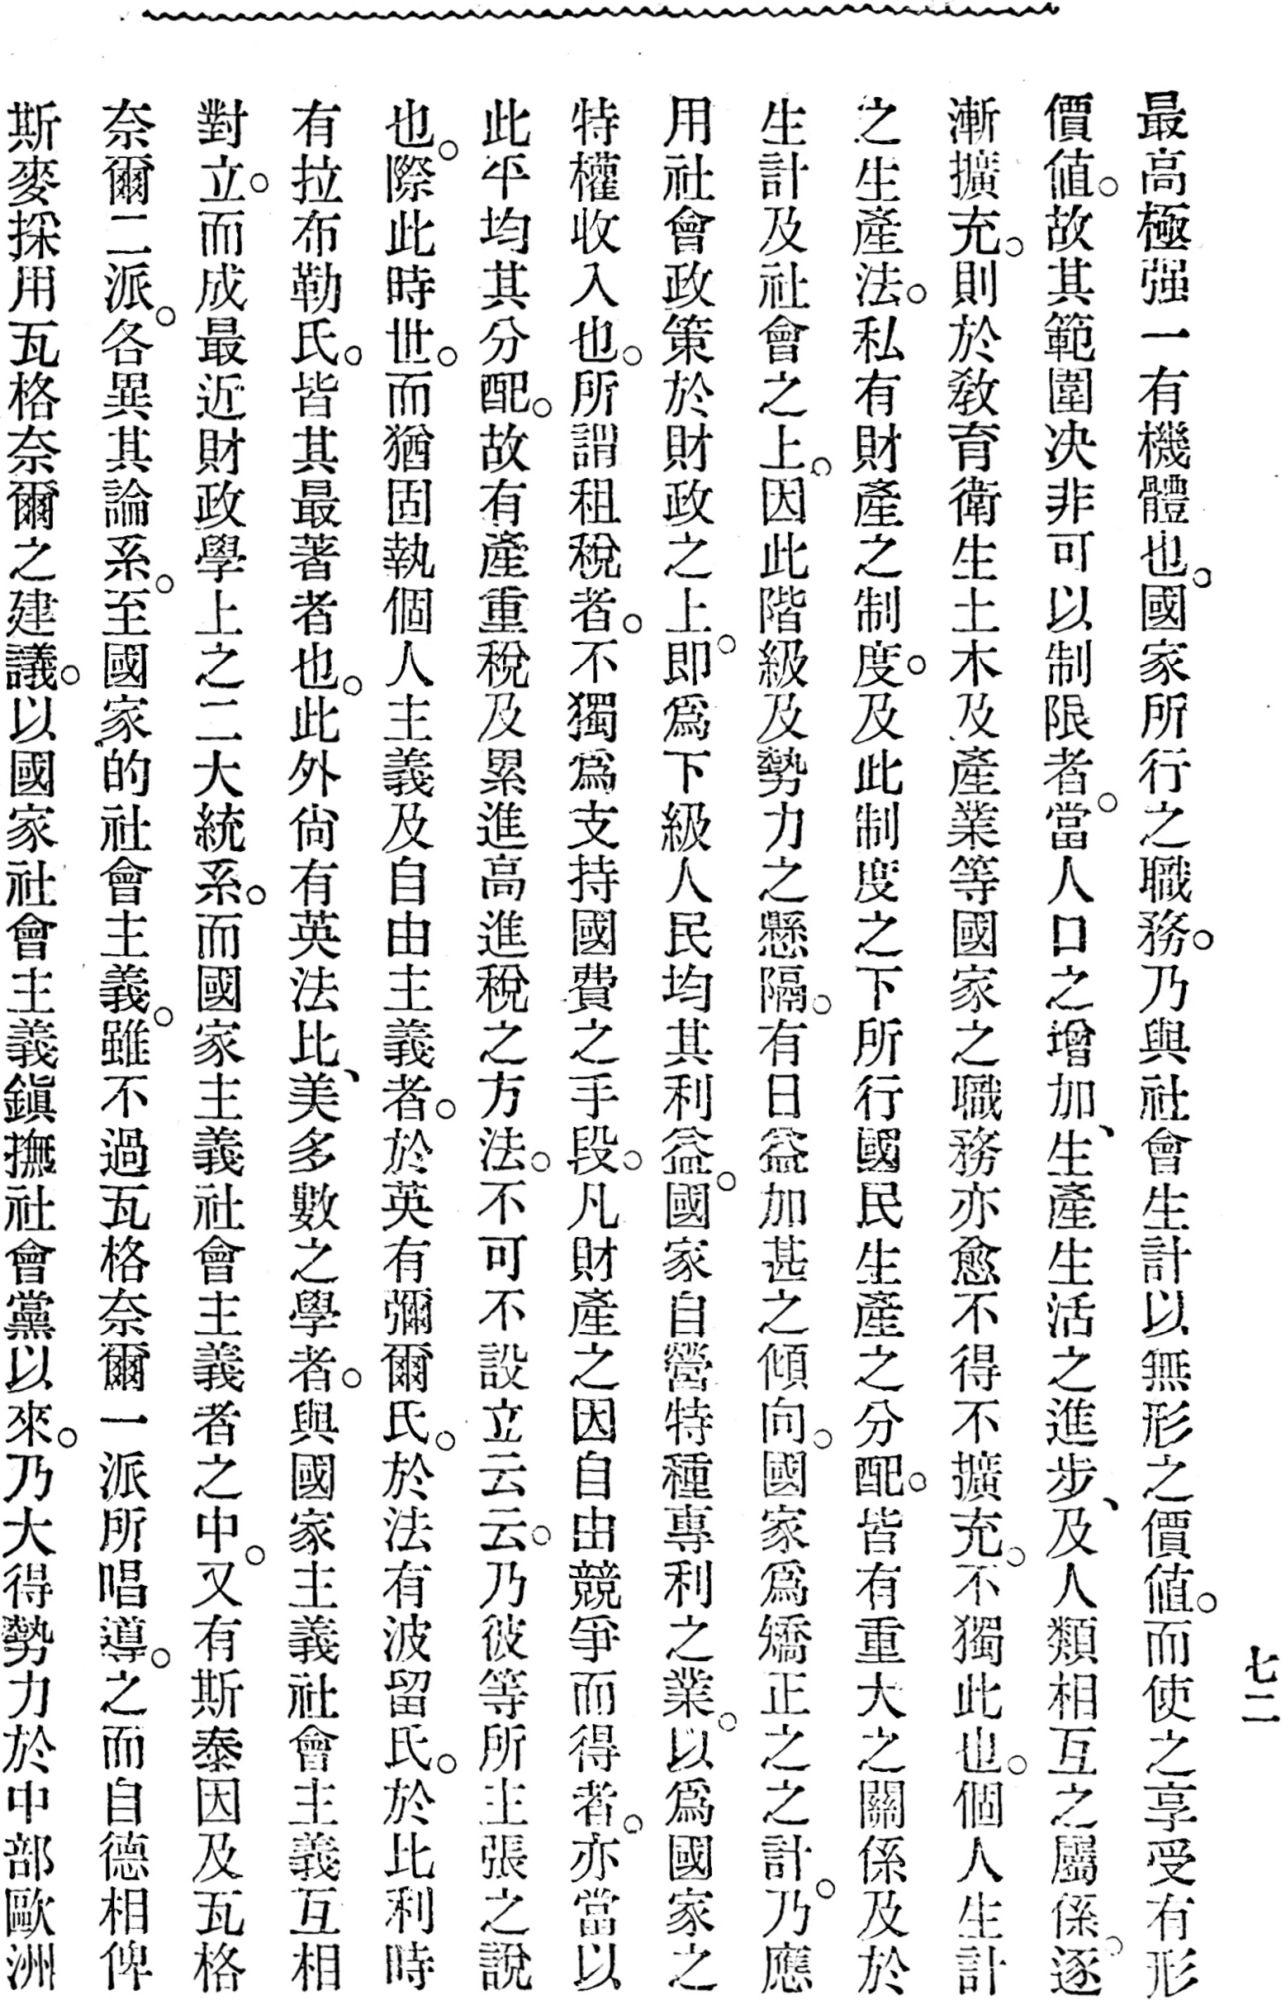 七二
最高極强一有機體也。國家所行之職務。乃與社會生計以無形之價值。而使之享受有形
價值。故其範圍决非可以制限者。當人口之增加、生產生活之進步、及人類相互之屬係。逐
漸擴充。則於敎育衛生土木及產業等國家之職務亦愈不得不擴充。不獨此也。個人生計
之生產法。私有財產之制度。及此制度之下所行國民生產之分配。皆有重大之關係及於
生計及社會之上。因此階級及勢力之懸隔。有日益加甚之傾向。國家爲矯正之之計。乃應
用社會政策於財政之上。即爲下級人民均其利益。國家自營特種專利之業。以爲國家之
特權收入也。所謂租稅者。不獨爲支持國費之手段。凡財產之因自由競爭而得者。亦當以
此平均其分配。故有產重稅及累進高進稅之方法。不可不設立云云。乃彼等所主張之說
也。際此時世。而猶固執個人主義及自由主義者。於英有彌爾氏。於法有波留氏。於比利時
有拉布勒氏。皆其最著者也。此外尙有英法比、美多數之學者。與國家主義社會主義互相
對立。而成最近財政學上之二大統系。而國家主義社會主義者之中。又有斯泰因及瓦格
奈爾二派。各異其論系。至國家的社會主義。雖不過瓦格奈爾一派所唱導。之而自德相俾
斯麥採用瓦格奈爾之建議。以國家社會主義鎭撫社會黨以來。乃大得勢力於中部歐洲